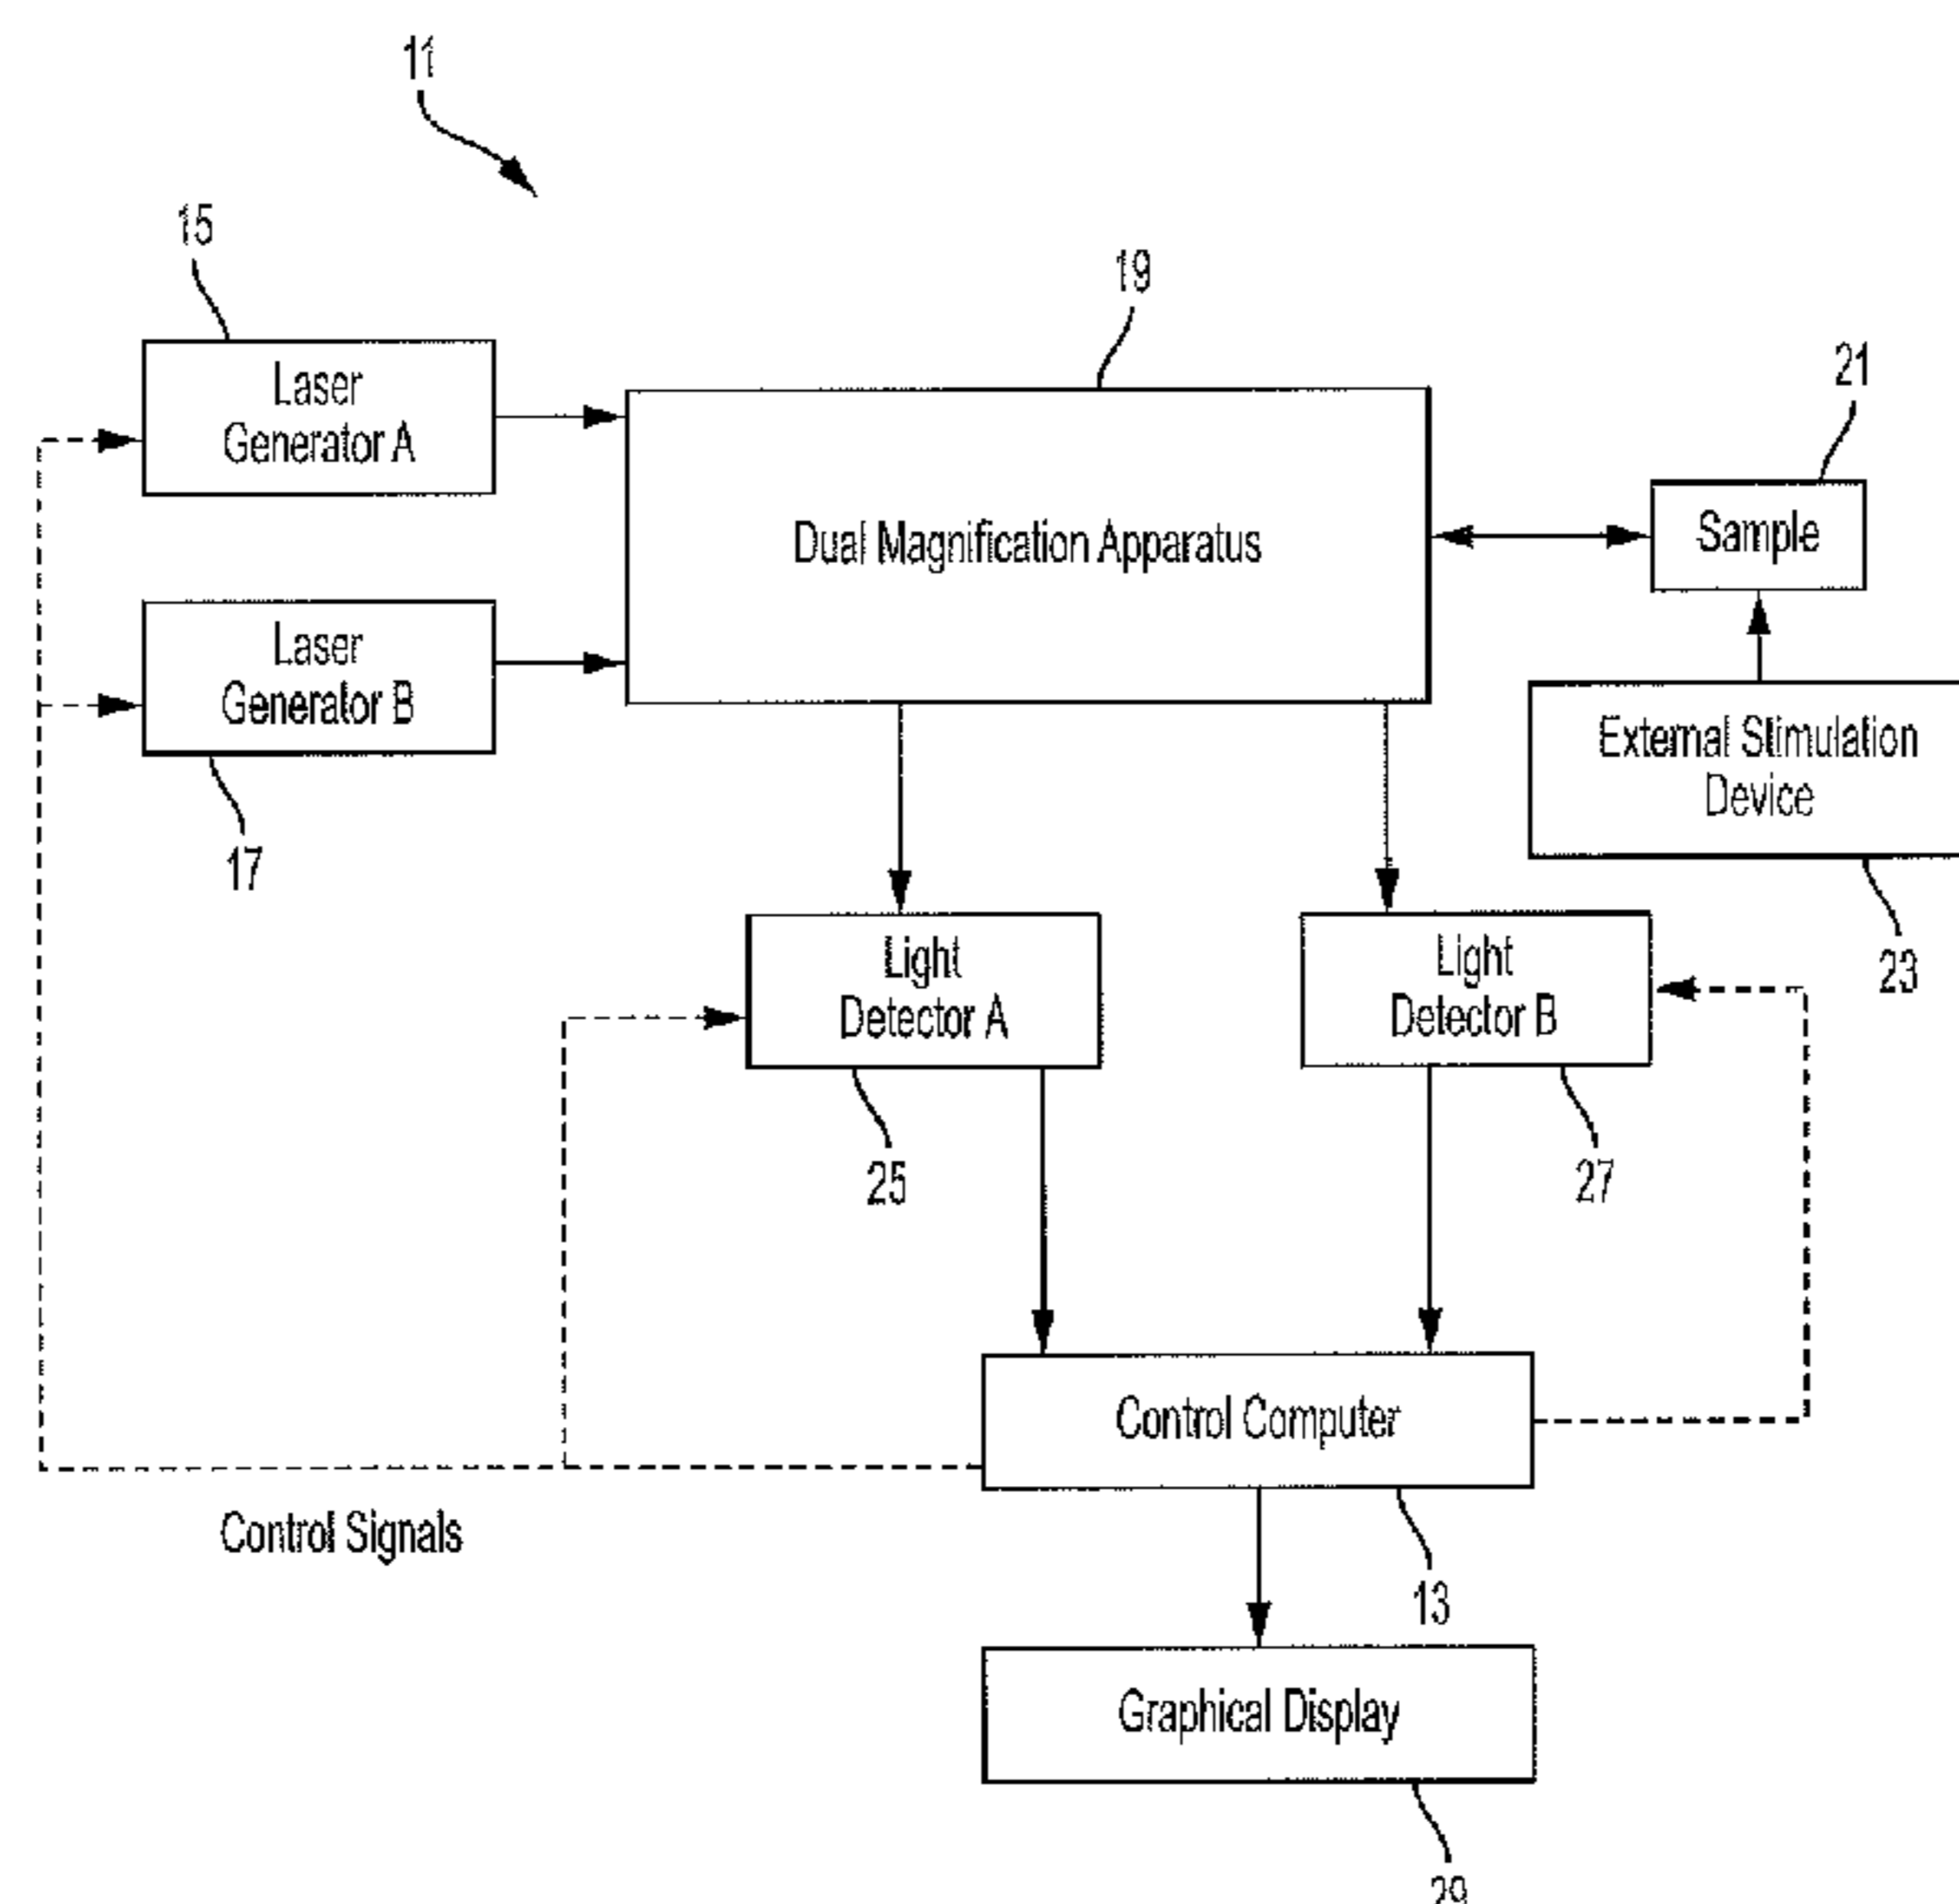 11
15
19
21
Laser
Generator A
Dual Magnification Apparatus
Sample
Laser
Generator B
External Stimulation
Device
17
23
Light
Detector A
Light
Detector B
25
27
Control Computer
Control Signals
13
Graphical Display
29